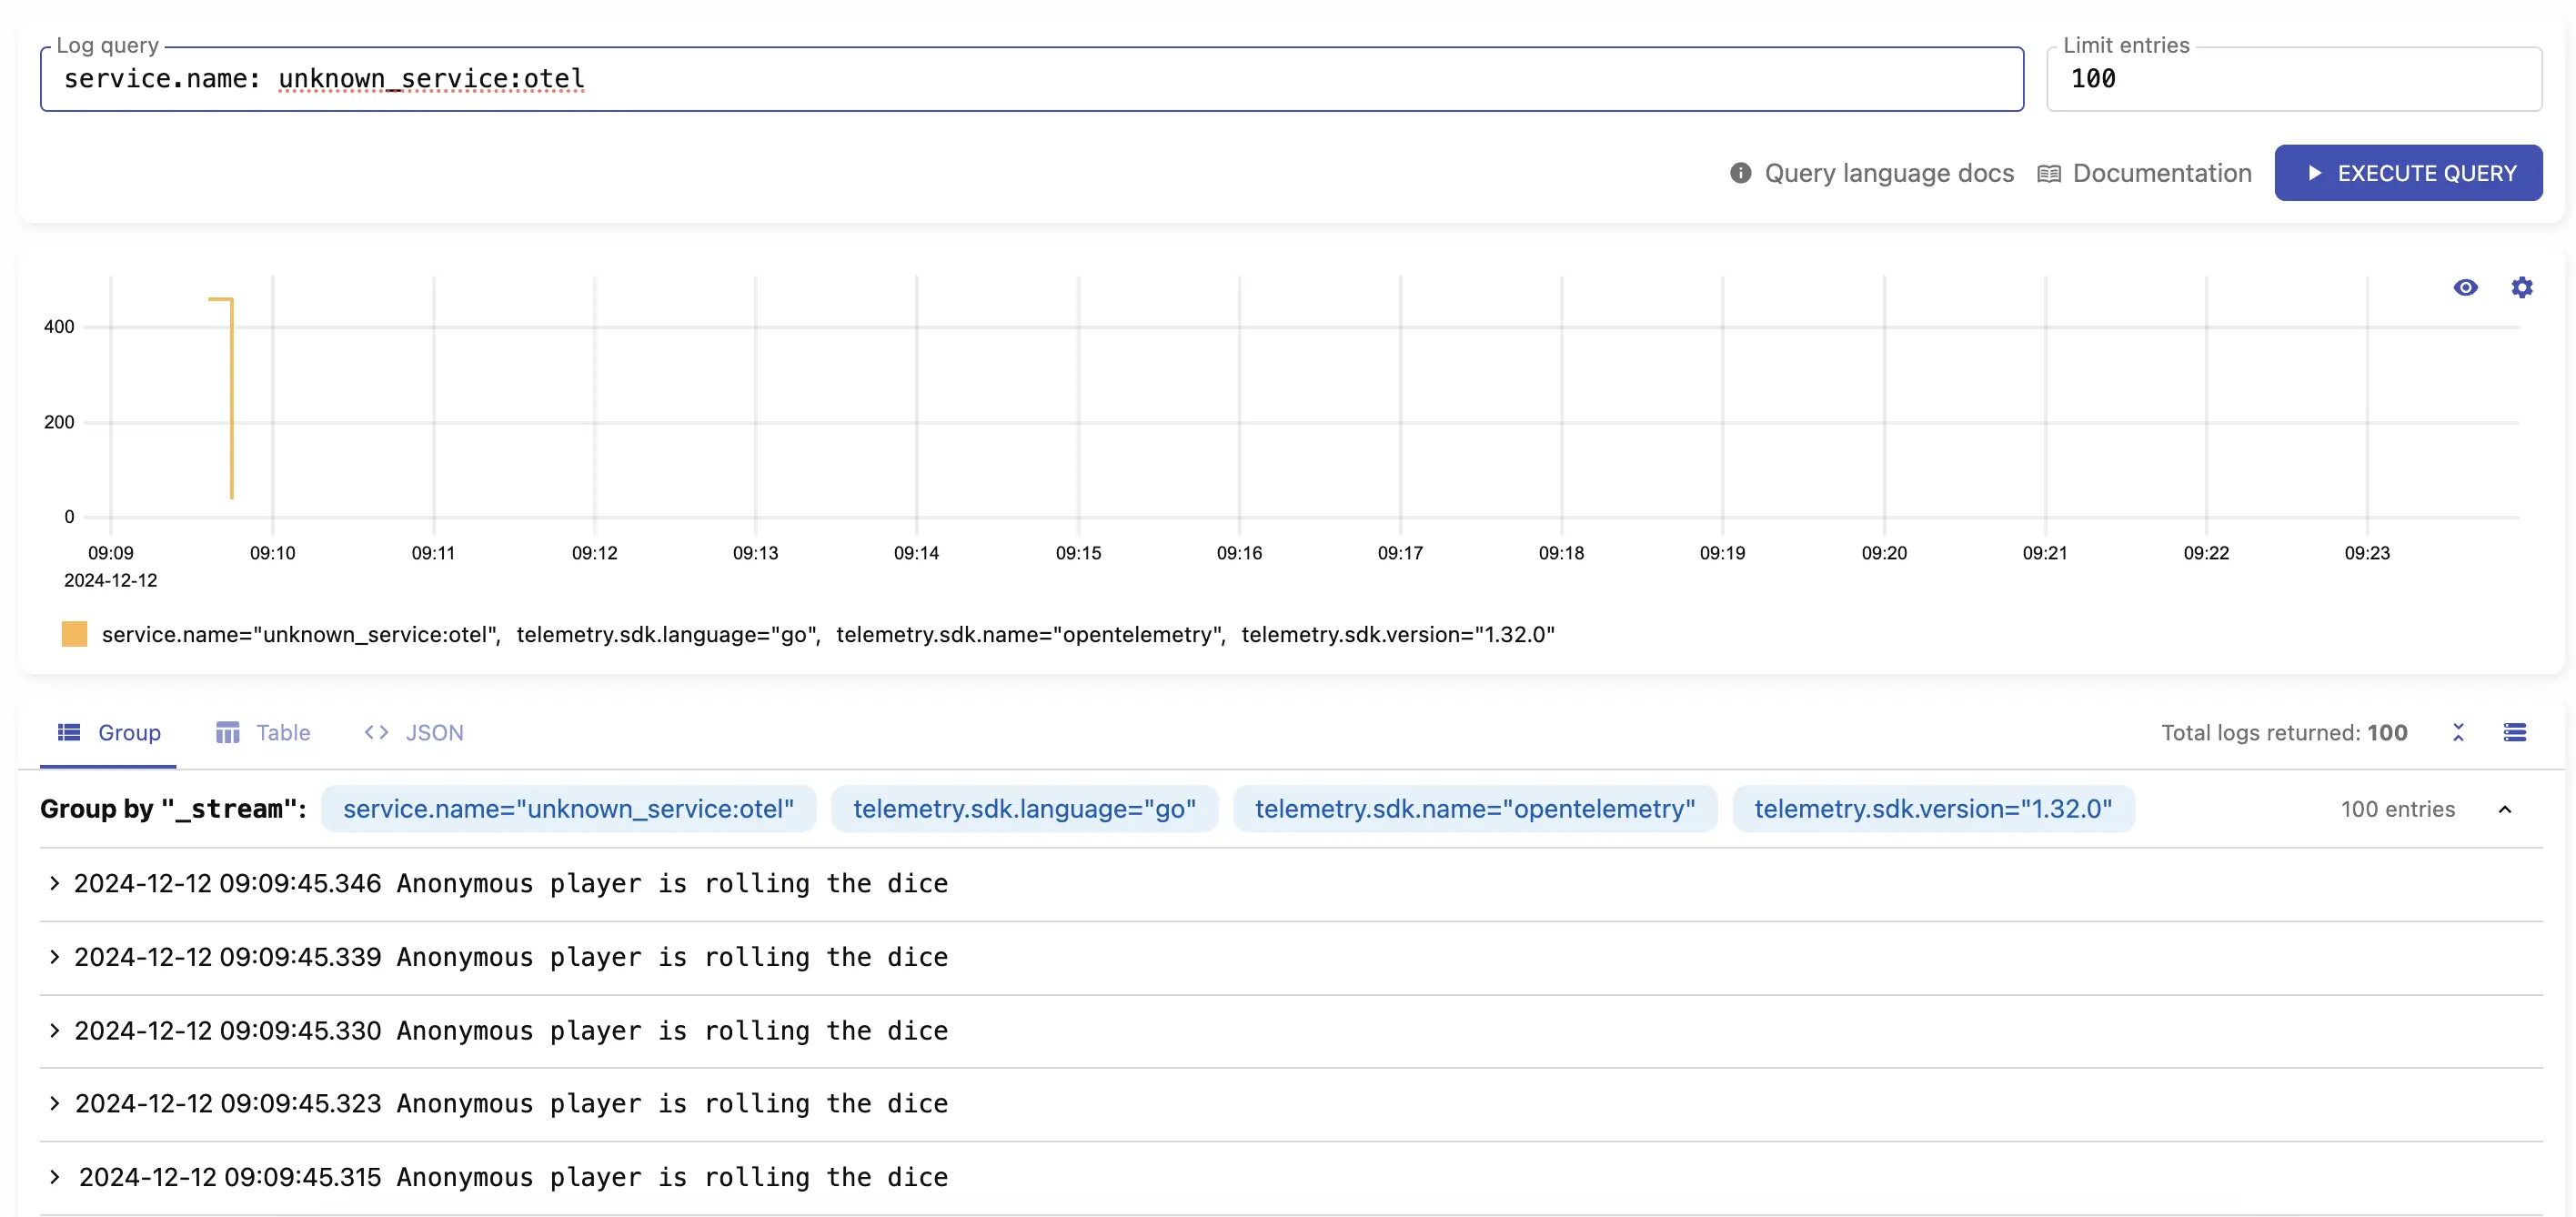 Log query
service.name: unknown_service:otel
Limit entries
100
Query language docs
Documentation
EXECUTE QUERY
400
200
0
09:09 09:10 09:11 09:12 09:13 09:14 09:15 09:16 09:17 09:18 09:19 09:20 09:21 09:22 09:23
2024-12-12
service.name="unknown_service:otel", telemetry.sdk.language="go", telemetry.sdk.name="opentelemetry", telemetry.sdk.version="1.32.0"
Group Table <> JSON Total logs returned: 100
Group by "_stream": service.name="unknown_service:otel" telemetry.sdk.language="go" telemetry.sdk.name="opentelemetry" telemetry.sdk.version="1.32.0" 100 entries
2024-12-12 09:09:45.346 Anonymous player is rolling the dice
2024-12-12 09:09:45.339 Anonymous player is rolling the dice
2024-12-12 09:09:45.330 Anonymous player is rolling the dice
2024-12-12 09:09:45.323 Anonymous player is rolling the dice
2024-12-12 09:09:45.315 Anonymous player is rolling the dice